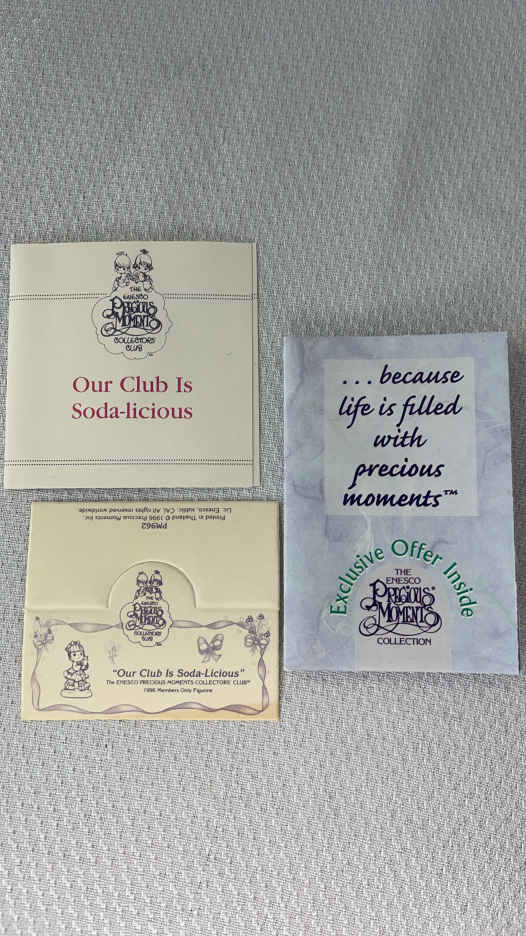 THE
ENESCO
PRECIOUS
MOMENTS
COLLECTORS'
CLUB
Our Club Is
Soda-licious
. . . because
life is filled
with
precious
moments™
Exclusive Offer Inside
THE
ENESCO
PRECIOUS
MOMENTS
COLLECTION
PM962
Printed in Thailand © 1996 Precious Moments Inc.
Lic. Enesco, súdlic. CAI. All rights reserved worldwide.
THE
ENESCO
PRECIOUS
MOMENTS
COLLECTORS'
CLUB
"Our Club Is Soda-Licious"
The ENESCO PRECIOUS MOMENTS COLLECTORS' CLUB™
1996 Members Only Figurine